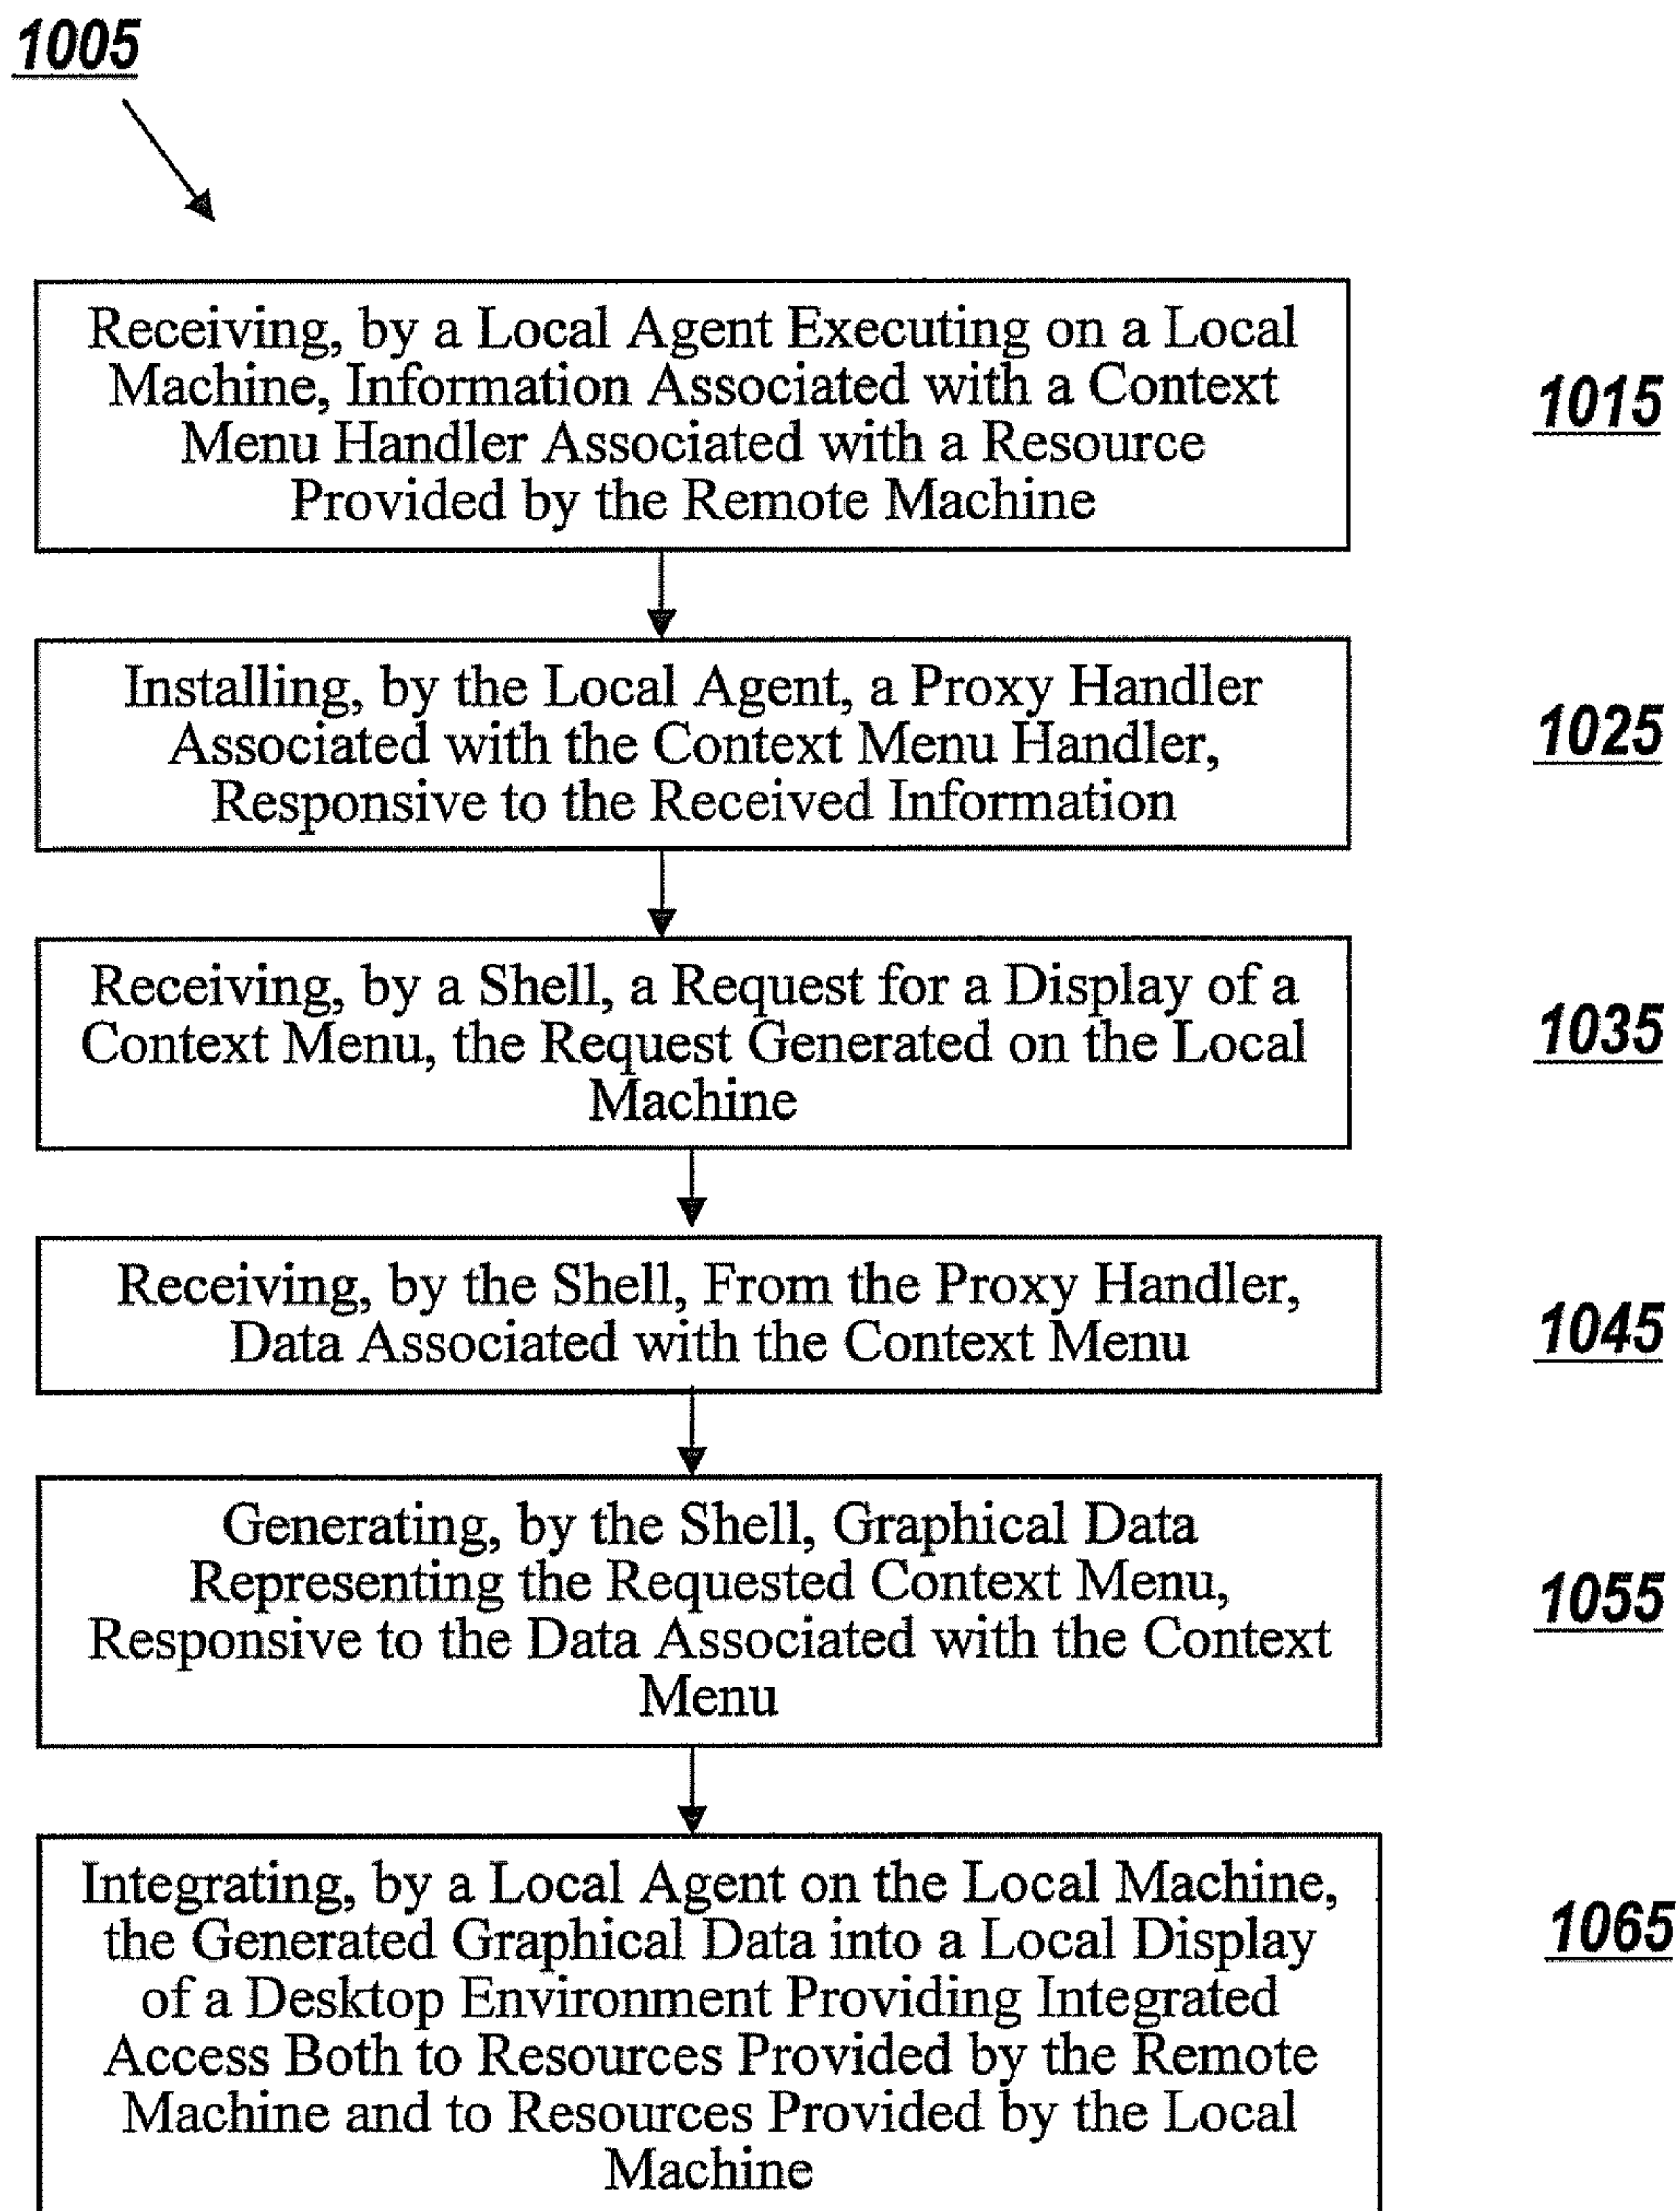 1005
Receiving, by a Local Agent Executing on a Local
Machine, Information Associated with a Context
Menu Handler Associated with a Resource
Provided by the Remote Machine
1015
Installing, by the Local Agent, a Proxy Handler
Associated with the Context Menu Handler,
Responsive to the Received Information
1025
Receiving, by a Shell, a Request for a Display of a
Context Menu, the Request Generated on the Local
Machine
1035
Receiving, by the Shell, From the Proxy Handler,
Data Associated with the Context Menu
1045
Generating, by the Shell, Graphical Data
Representing the Requested Context Menu,
Responsive to the Data Associated with the Context
Menu
1055
Integrating, by a Local Agent on the Local Machine,
the Generated Graphical Data into a Local Display
of a Desktop Environment Providing Integrated
Access Both to Resources Provided by the Remote
Machine and to Resources Provided by the Local
Machine
1065